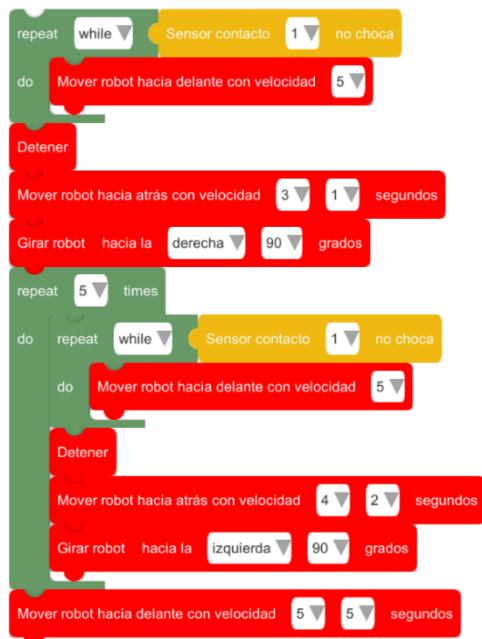 repeat while Sensor contacto 1 no choca
do Mover robot hacia delante con velocidad 5
Detener
Mover robot hacia atrás con velocidad 3 1 segundos
Girar robot hacia la derecha 90 grados
repeat 5 times
do repeat while Sensor contacto 1 no choca
do Mover robot hacia delante con velocidad 5
Detener
Mover robot hacia atrás con velocidad 4 2 segundos
Girar robot hacia la izquierda 90 grados
Mover robot hacia delante con velocidad 5 5 segundos